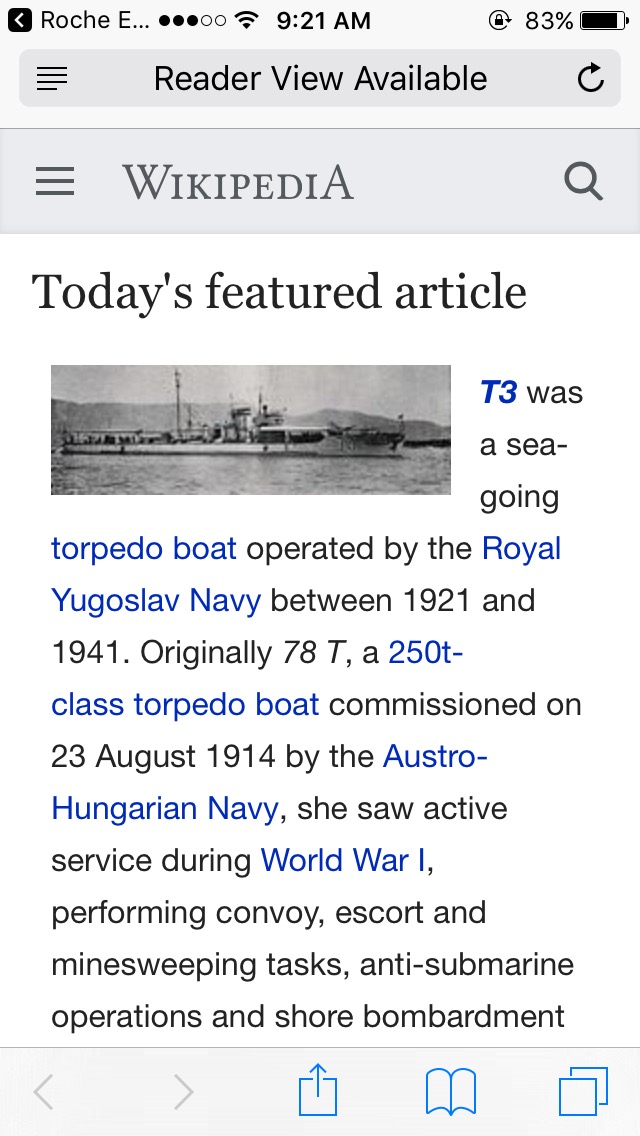 Roche E... 9:21 AM 83%
Reader View Available
WIKIPEDIA
Today's featured article
T3 was
a sea-
going
torpedo boat operated by the Royal
Yugoslav Navy between 1921 and
1941. Originally 78 T, a 250t-
class torpedo boat commissioned on
23 August 1914 by the Austro-
Hungarian Navy, she saw active
service during World War I,
performing convoy, escort and
minesweeping tasks, anti-submarine
operations and shore bombardment